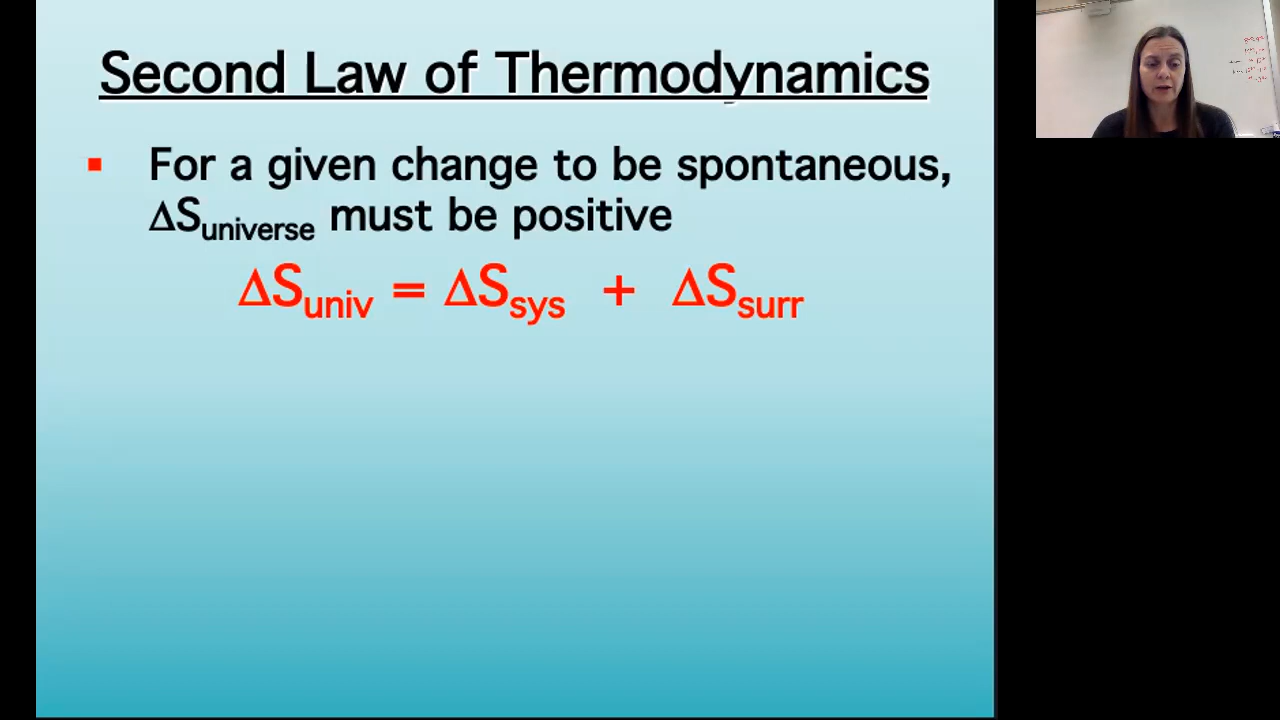 Second Law of Thermodynamics
▪ For a given change to be spontaneous,
ΔSuniverse must be positive
ΔSuniv = ΔSsys + ΔSsurr